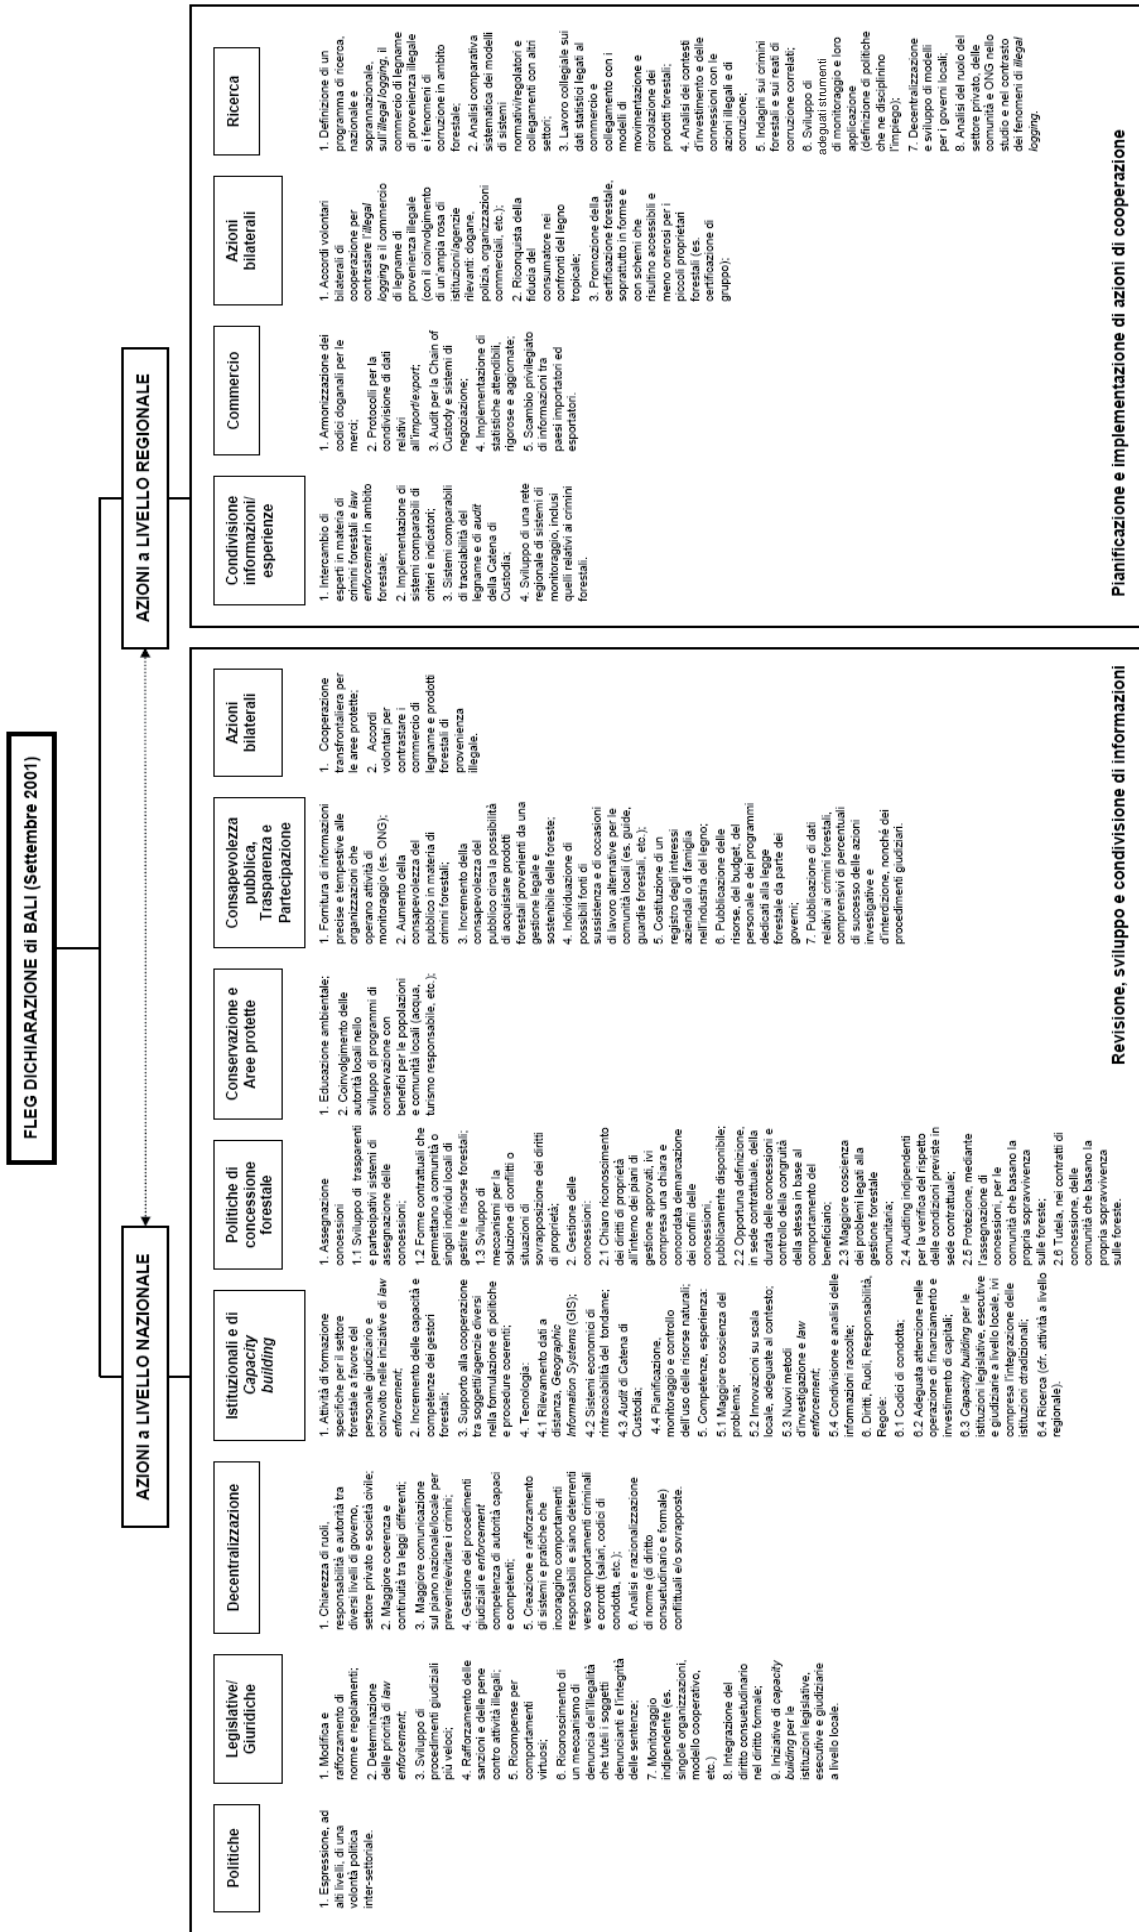 FLEG DICHIARAZIONE di BALI (Settembre 2001)
AZIONI a LIVELLO NAZIONALE
AZIONI a LIVELLO REGIONALE
Politiche
1. Espressione, ad
alti livelli, di una
volontà politica
inter-settoriale.
Legislative/
Giuridiche
1. Modifica e
rafforzamento di
norme e regolamenti;
2. Determinazione
delle priorità di law
enforcement;
3. Sviluppo di
procedimenti giudiziali
più veloci;
4. Rafforzamento delle
sanzioni e delle pene
contro attività illegali;
5. Ricompense per
comportamenti
virtuosi;
6. Riconoscimento di
un meccanismo di
denuncia dell'illegalità
che tuteli i soggetti
denuncianti e l'integrità
delle sentenze;
7. Monitoraggio
indipendente (es.
singole organizzazioni,
modello cooperativo,
etc.)
8. Integrazione del
diritto consuetudinario
nel diritto formale;
9. Iniziative di capacity
building per le
istituzioni legislative,
esecutive e giudiziarie
a livello locale.
Decentralizzazione
1. Chiarezza di ruoli,
responsabilità e autorità tra
diversi livelli di governo,
settore privato e società civile;
2. Maggiore coerenza e
continuità tra leggi differenti;
3. Maggiore comunicazione
sul piano nazionale/locale per
prevenire/evitare i crimini;
4. Gestione dei procedimenti
giudiziali e enforcement
competenza di autorità capaci
e competenti;
5. Creazione e rafforzamento
di sistemi e pratiche che
incoraggino comportamenti
responsabili e siano deterrenti
verso comportamenti criminali
e corrotti (salari, codici di
condotta, etc.);
6. Analisi e razionalizzazione
di norme (di diritto
consuetudinario e formale)
conflittuali e/o sovrapposte.
Istituzionali e di
Capacity
building
1. Attività di formazione
specifiche per il settore
forestale a favore del
personale giudiziario e
coinvolto nelle iniziative di law
enforcement;
2. Incremento delle capacità e
competenze dei gestori
forestali;
3. Supporto alla cooperazione
tra soggetti/agenzie diversi
nella formulazione di politiche
e procedure coerenti;
4. Tecnologia:
4.1 Rilevamento dati a
distanza, Geographic
Information Systems (GIS);
4.2 Sistemi economici di
rintracciabilità del tondame;
4.3 Audit di Catena di
Custodia;
4.4 Pianificazione,
monitoraggio e controllo
dell'uso delle risorse naturali;
5. Competenze, esperienza:
5.1 Maggiore coscienza del
problema;
5.2 Innovazioni su scala
locale, adeguate al contesto;
5.3 Nuovi metodi
d'investigazione e law
enforcement;
5.4 Condivisione e analisi delle
informazioni raccolte;
6. Diritti, Ruoli, Responsabilità,
Regole:
6.1 Codici di condotta;
6.2 Adeguata attenzione nelle
operazione di finanziamento e
investimento di capitali;
6.3 Capacity building per le
istituzioni legislative, esecutive
e giudiziarie a livello locale, ivi
compresa l'integrazione delle
istituzioni dtradizionali;
6.4 Ricerca (cfr. attività a livello
regionale).
Politiche di
concessione
forestale
1. Assegnazione
concessioni
1.1 Sviluppo di trasparenti
e partecipativi sistemi di
assegnazione delle
concessioni;
1.2 Forme contrattuali che
permettano a comunità o
singoli individui locali di
gestire le risorse forestali;
1.3 Sviluppo di
meccanismi per la
soluzione di conflitti o
situazioni di
sovrapposizione dei diritti
di proprietà;
2. Gestione delle
concessioni:
2.1 Chiaro riconoscimento
dei diritti di proprietà
all'interno dei piani di
gestione approvati, ivi
compresa una chiara e
concordata demarcazione
dei confini delle
concessioni,
pubblicamente disponibile;
2.2 Opportuna definizione,
in sede contrattuale, della
durata delle concessioni e
controllo della congruità
della stessa in base al
comportamento del
beneficiario;
2.3 Maggiore coscienza
dei problemi legati alla
gestione forestale
comunitaria;
2.4 Auditing indipendenti
per la verifica del rispetto
delle condizioni previste in
sede contrattuale;
2.5 Protezione, mediante
l'assegnazione di
concessioni, per le
comunità che basano la
propria sopravvivenza
sulle foreste;
2.6 Tutela, nei contratti di
concessione, delle
comunità che basano la
propria sopravvivenza
sulle foreste.
Conservazione e
Aree protette
1. Educazione ambientale;
2. Coinvolgimento delle
autorità locali nello
sviluppo di programmi di
conservazione con
benefici per le popolazioni
e comunità locali (acqua,
turismo responsabile, etc.);
Consapevolezza
pubblica,
Trasparenza e
Partecipazione
1. Fornitura di informazioni
precise e tempestive alle
organizzazioni che
operano attività di
monitoraggio (es. ONG);
2. Aumento della
consapevolezza del
pubblico in materia di
crimini forestali;
3. Incremento della
consapevolezza del
pubblico circa la possibilità
di acquistare prodotti
forestali provenienti da una
gestione legale e
sostenibile delle foreste;
4. Individuazione di
possibili fonti di
sussistenza e di occasioni
di lavoro alternative per le
comunità locali (es. guide,
guardie forestali, etc.);
5. Costituzione di un
registro degli interessi
aziendali o di famiglia
nell'industria del legno;
6. Pubblicazione delle
risorse, del budget, del
personale e dei programmi
dedicati alla legge
forestale da parte dei
governi;
7. Pubblicazione di dati
relativi ai crimini forestali,
comprensivi di percentuali
di successo delle azioni
investigative e
d'interdizione, nonché dei
procedimenti giudiziari.
Azioni
bilaterali
1. Cooperazione
transfrontaliera per
le aree protette;
2. Accordi
volontari per
contrastare i
commercio di
legname e prodotti
forestali di
provenienza
illegale.
Revisione, sviluppo e condivisione di informazioni
Condivisione
informazioni/
esperienze
1. Intercambio di
esperti in materia di
crimini forestali e law
enforcement in ambito
forestale;
2. Implementazione di
sistemi comparabili di
criteri e indicatori;
3. Sistemi comparabili
di tracciabilità del
legname e di audit
della Catena di
Custodia;
4. Sviluppo di una rete
regionale di sistemi di
monitoraggio, inclusi
quelli relativi ai crimini
forestali.
Commercio
1. Armonizzazione dei
codici doganali per le
merci;
2. Protocolli per la
condivisione di dati
relativi
all'import/export;
3. Audit per la Chain of
Custody e sistemi di
negoziazione;
4. Implementazione di
statistiche attendibili,
rigorose e aggiornate;
5. Scambio privilegiato
di informazioni tra
paesi importatori ed
esportatori.
Azioni
bilaterali
1. Accordi volontari
bilaterali di
cooperazione per
contrastare l'illegal
logging e il commercio
di legname di
provenienza illegale
(con il coinvolgimento
di un'ampia rosa di
istituzioni/agenzie
rilevanti: dogane,
polizia, organizzazioni
commerciali, etc.);
2. Riconquista della
fiducia del
consumatore nei
confronti del legno
tropicale;
3. Promozione della
certificazione forestale,
soprattutto in forme e
con schemi che
risultino accessibili e
meno onerosi per i
piccoli proprietari
forestali (es.
certificazione di
gruppo);
Ricerca
1. Definizione di un
programma di ricerca,
nazionale e
soprannazionale,
sull'illegal logging, il
commercio di legname
di provenienza illegale
e i fenomeni di
corruzione in ambito
forestale;
2. Analisi comparativa
sistematica dei modelli
di sistemi
normativi/regolatori e
collegamenti con altri
settori;
3. Lavoro collegiale sui
dati statistici legati al
commercio e
collegamento con i
modelli di
movimentazione e
circolazione dei
prodotti forestali;
4. Analisi dei contesti
d'investimento e delle
connessioni con le
azioni illegali e di
corruzione;
5. Indagini sui crimini
forestali e sui reati di
corruzione correlati;
6. Sviluppo di
adeguati strumenti
di monitoraggio e loro
applicazione
(definizione di politiche
che ne disciplinino
l'impiego);
7. Decentralizzazione
e sviluppo di modelli
per i governi locali;
8. Analisi del ruolo del
settore privato, delle
comunità e ONG nello
studio e nel contrasto
dei fenomeni di illegal
logging.
Pianificazione e implementazione di azioni di cooperazione